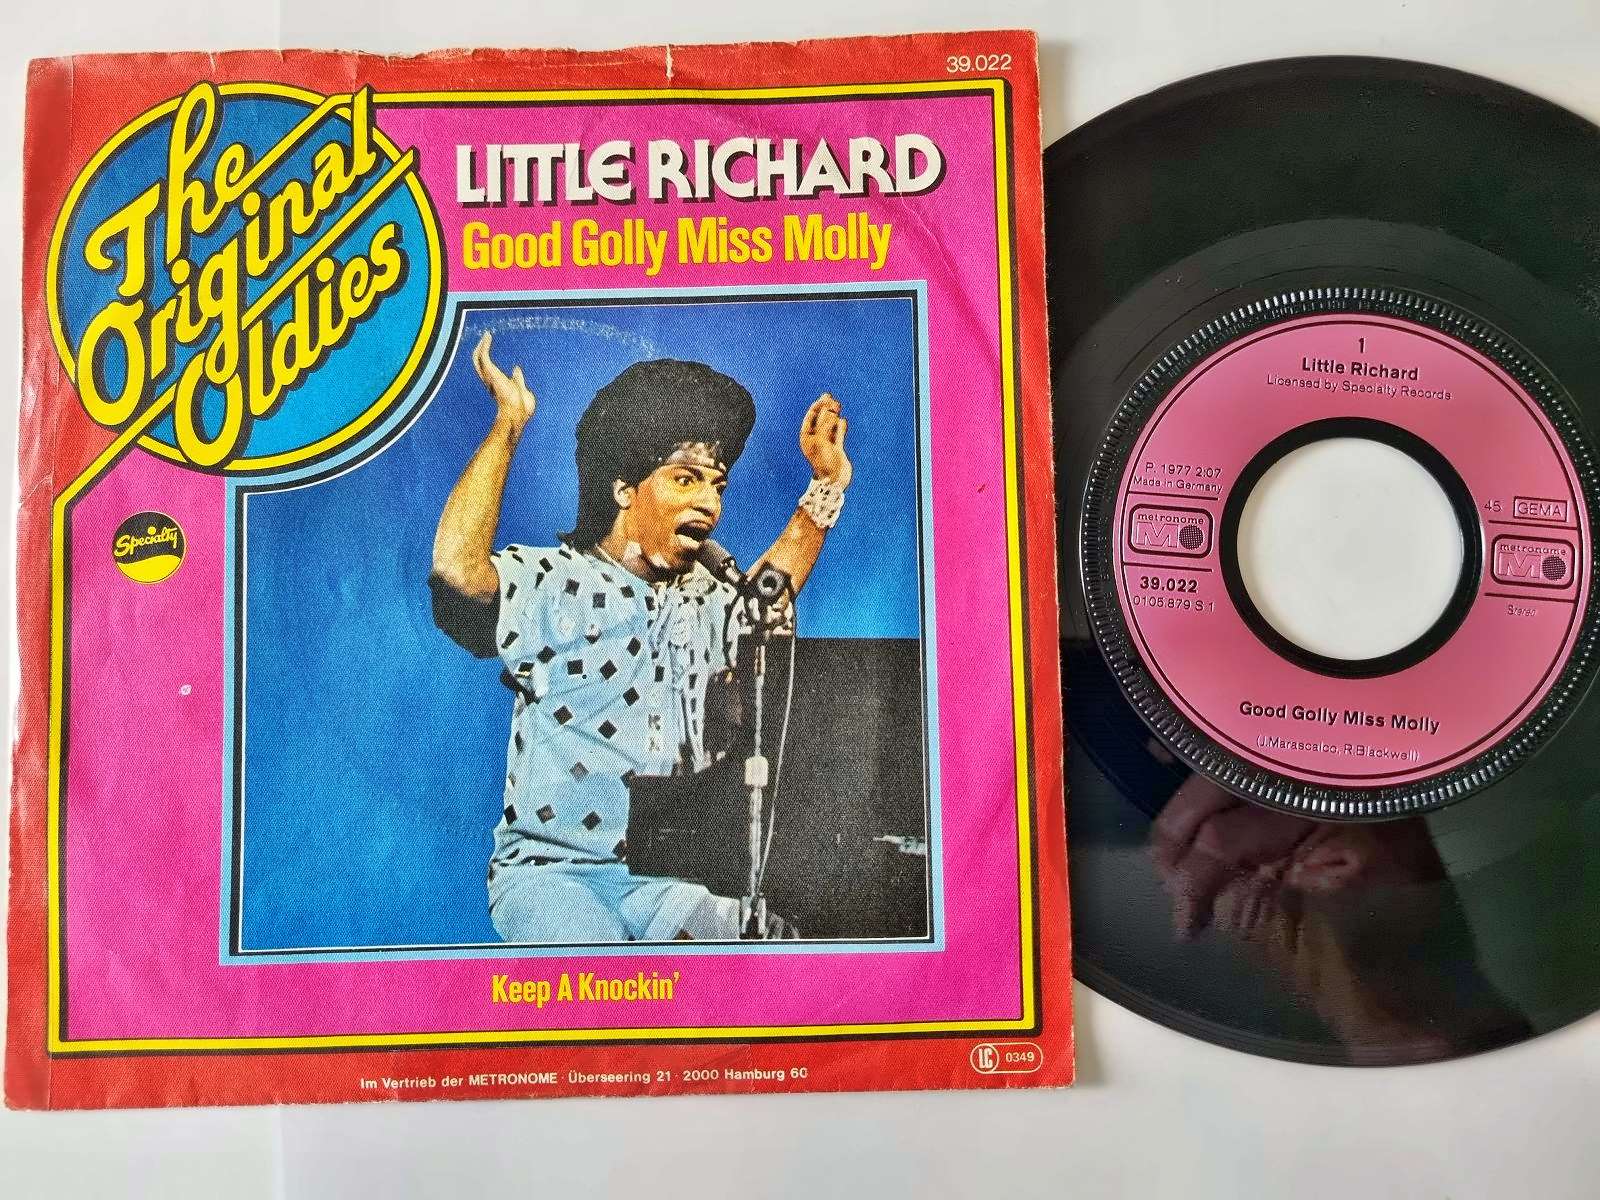 39.022
The
Original
Oldies
LITTLE RICHARD
Good Golly Miss Molly
Specialty
Keep A Knockin'
LC 0349
Im Vertrieb der METRONOME · Überseering 21 · 2000 Hamburg 60
1
Little Richard
Licensed by Specialty Records
P. 1977 2:07
Made in Germany
metronome
M
39.022
0105.879 S 1
45 GEMA
metronome
M
Stereo
Good Golly Miss Molly
(J.Marascalco, R.Blackwell)